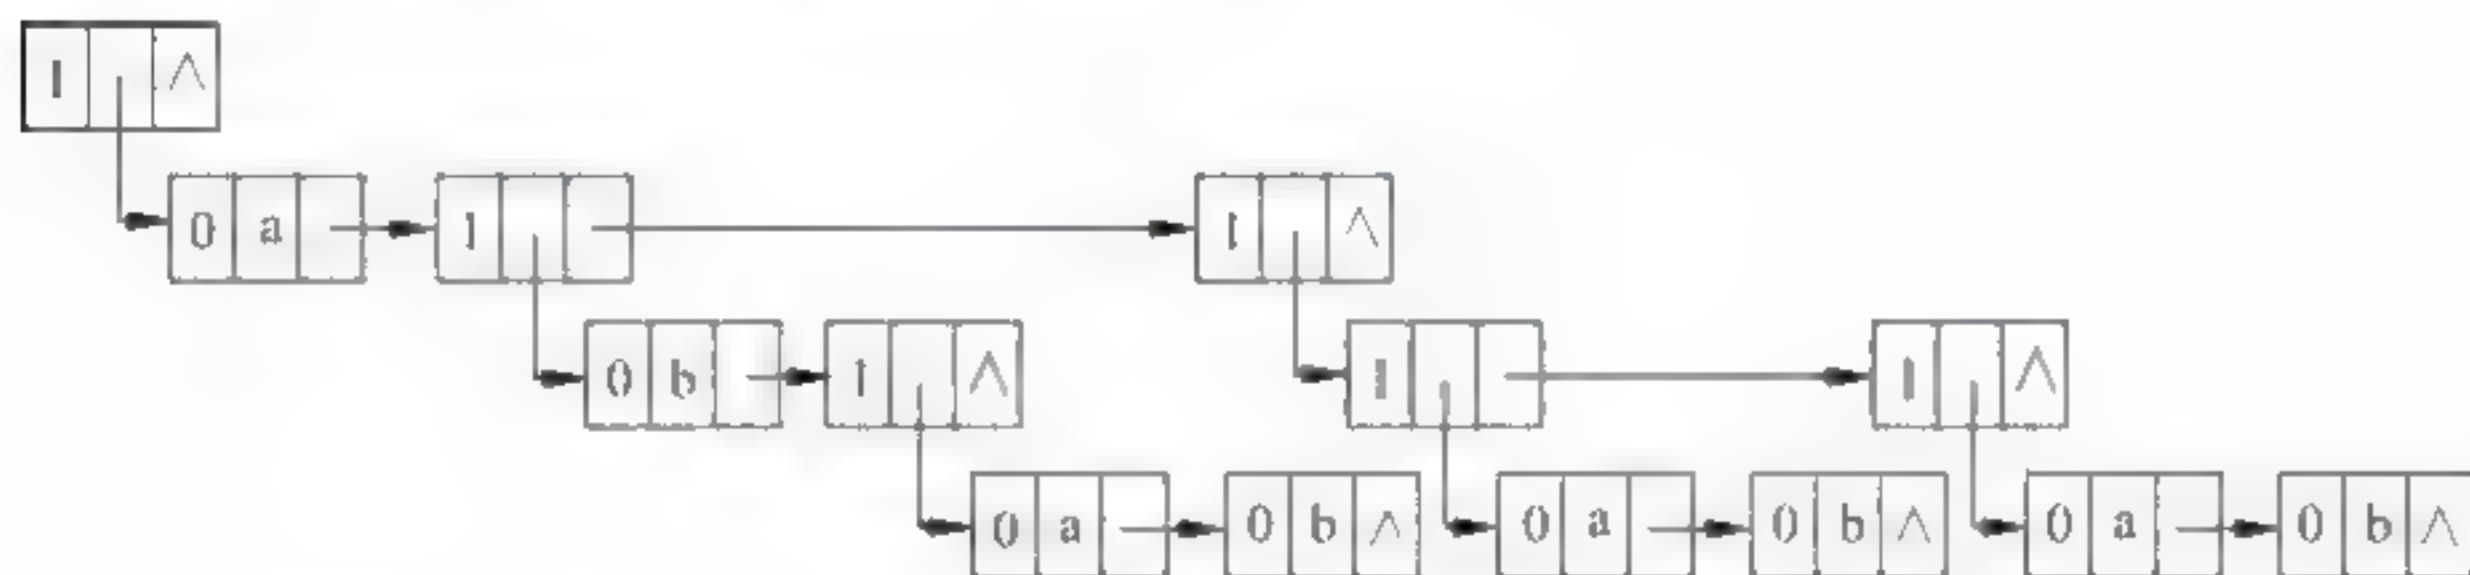 1 ∧
0 a 1 1 ∧
0 b 1 ∧ 1 1 ∧
0 a 0 b ∧ 0 a 0 b ∧ 0 a 0 b ∧